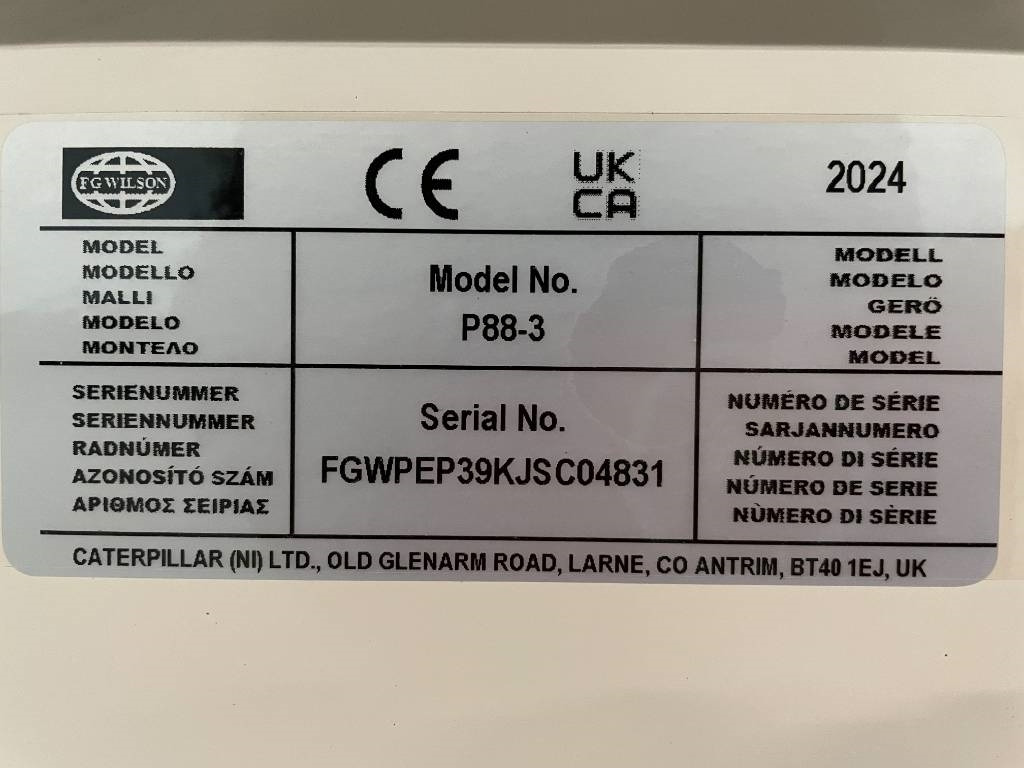 FG WILSON
CE
UK
CA
2024
MODEL
MODELLO
MALLI
MODELO
ΜΟΝΤΕΛΟ
Model No.
P88-3
MODELL
MODELO
GERÖ
MODELE
MODEL
SERIENUMMER
SERIENNUMMER
RADNÚMER
AZONOSÍTÓ SZÁM
ΑΡΙΘΜΟΣ ΣΕΙΡΙΑΣ
Serial No.
FGWPEP39KJSC04831
NUMÉRO DE SÉRIE
SARJANNUMERO
NÚMERO DI SÉRIE
NÚMERO DE SERIE
NÙMERO DI SÈRIE
CATERPILLAR (NI) LTD., OLD GLENARM ROAD, LARNE, CO ANTRIM, BT40 1EJ, UK